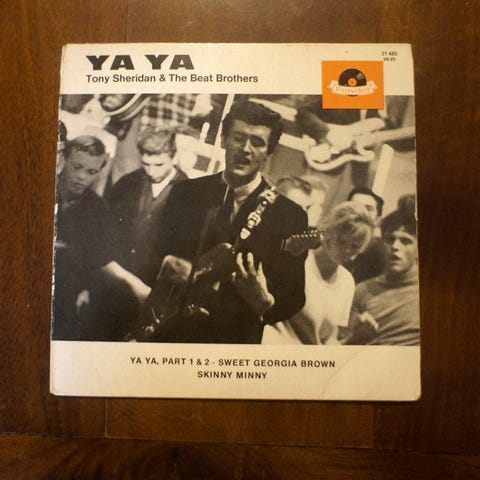 YA YA
Tony Sheridan & The Beat Brothers
21 485
HI-FI
Polydor
YA YA, PART 1 & 2 - SWEET GEORGIA BROWN
SKINNY MINNY